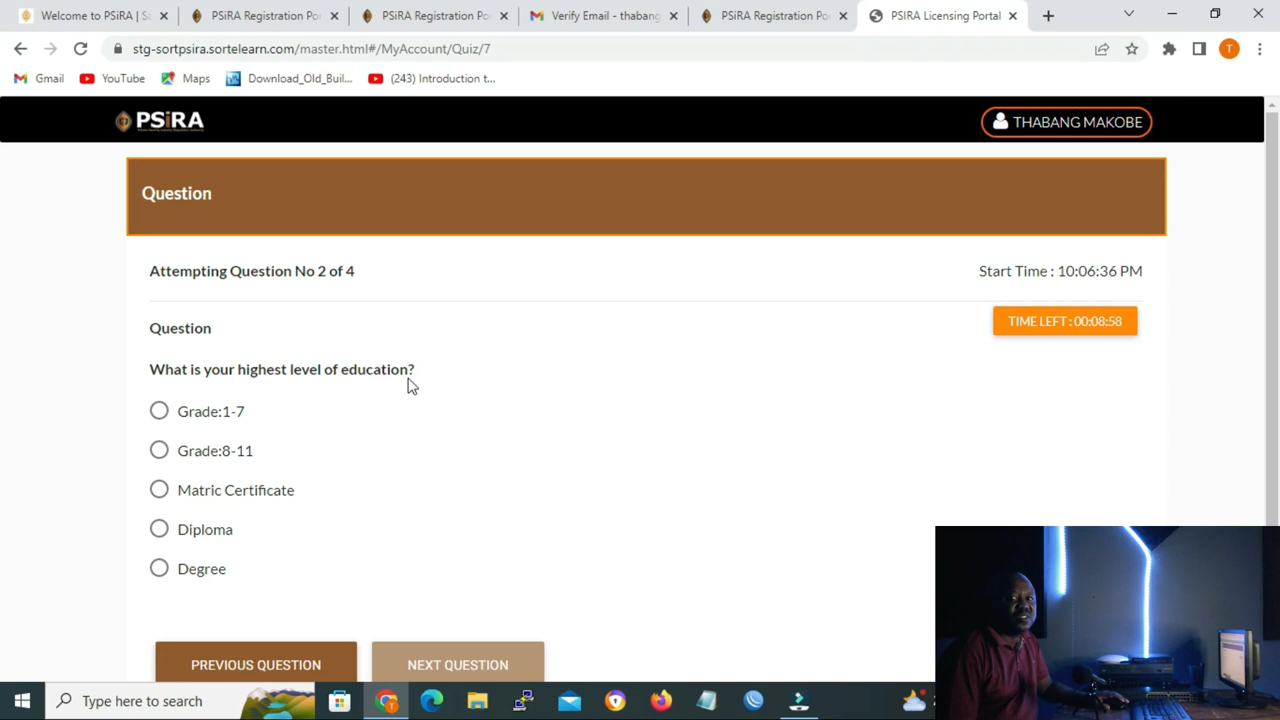 Welcome to PSiRA | Sa
PSiRA Registration Po
PSiRA Registration Po
Verify Email - thabang
PSiRA Registration Po
PSIRA Licensing Portal
stg-sortpsira.sortelearn.com/master.html#/MyAccount/Quiz/7
T
Gmail
YouTube
Maps
Download_Old_Buil...
(243) Introduction t...
PSiRA
THABANG MAKOBE
Question
Attempting Question No 2 of 4
Start Time : 10:06:36 PM
Question
TIME LEFT : 00:08:58
What is your highest level of education?
Grade:1-7
Grade:8-11
Matric Certificate
Diploma
Degree
PREVIOUS QUESTION
NEXT QUESTION
Type here to search